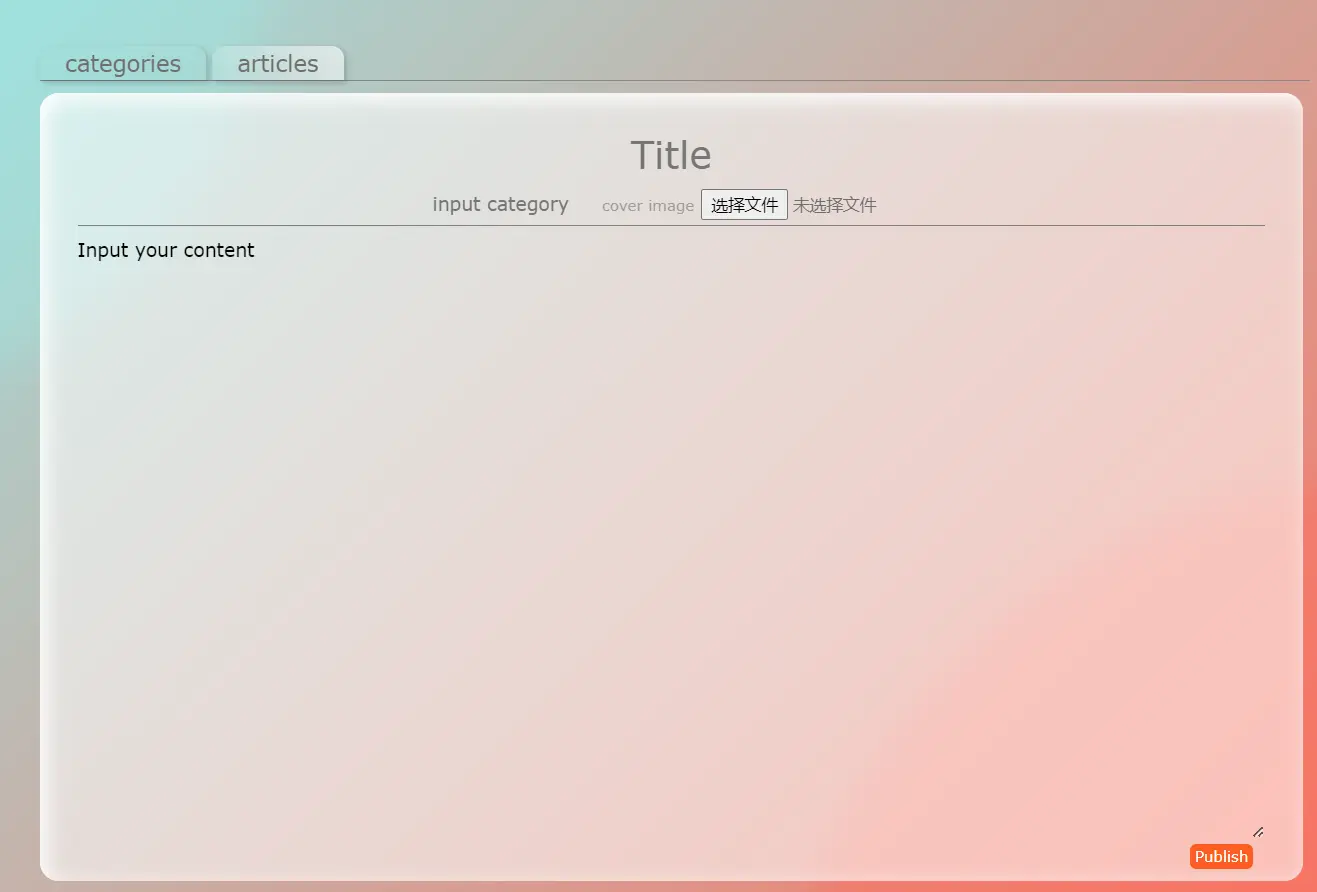 categories articles
Title
input category cover image 选择文件 未选择文件
Input your content
Publish